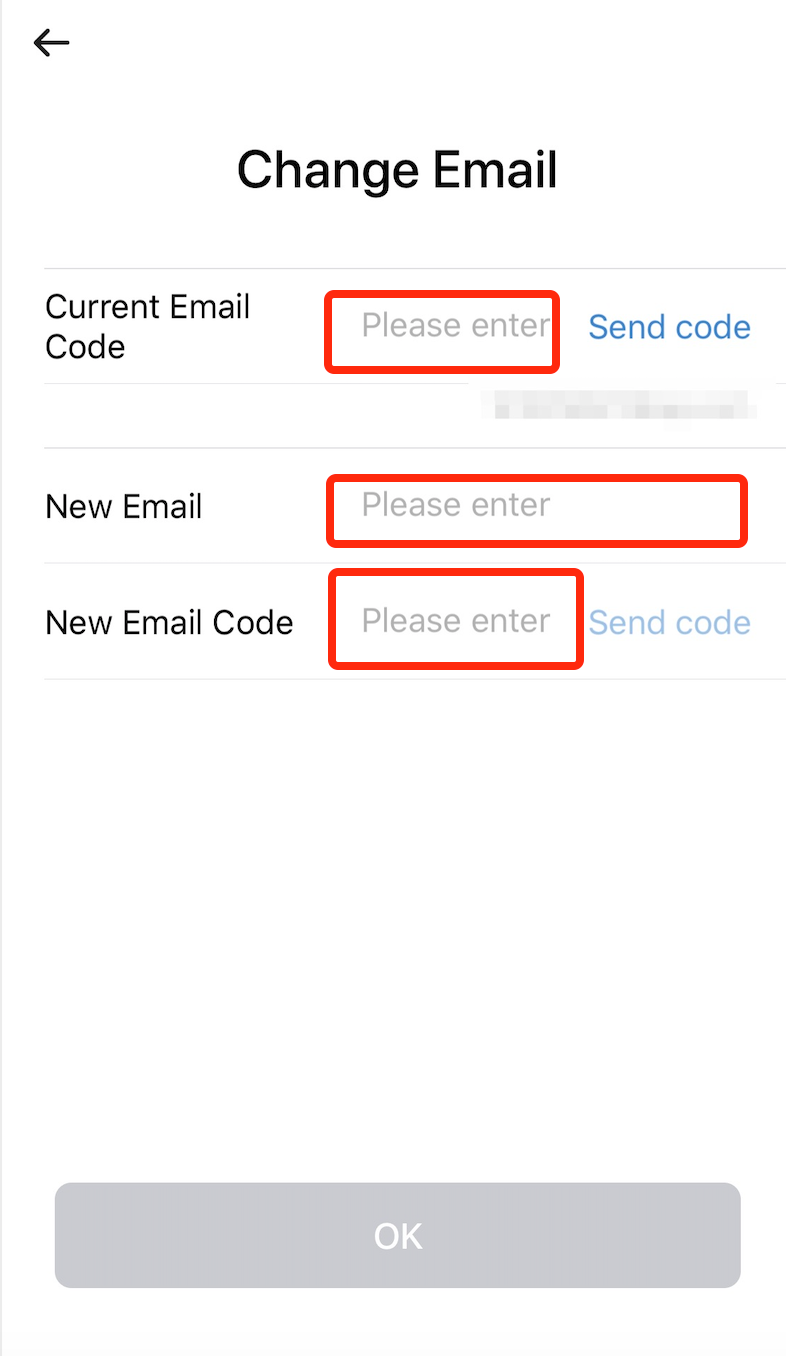 Change Email
Current Email
Code
Please enter
Send code
New Email
Please enter
New Email Code
Please enter
Send code
OK